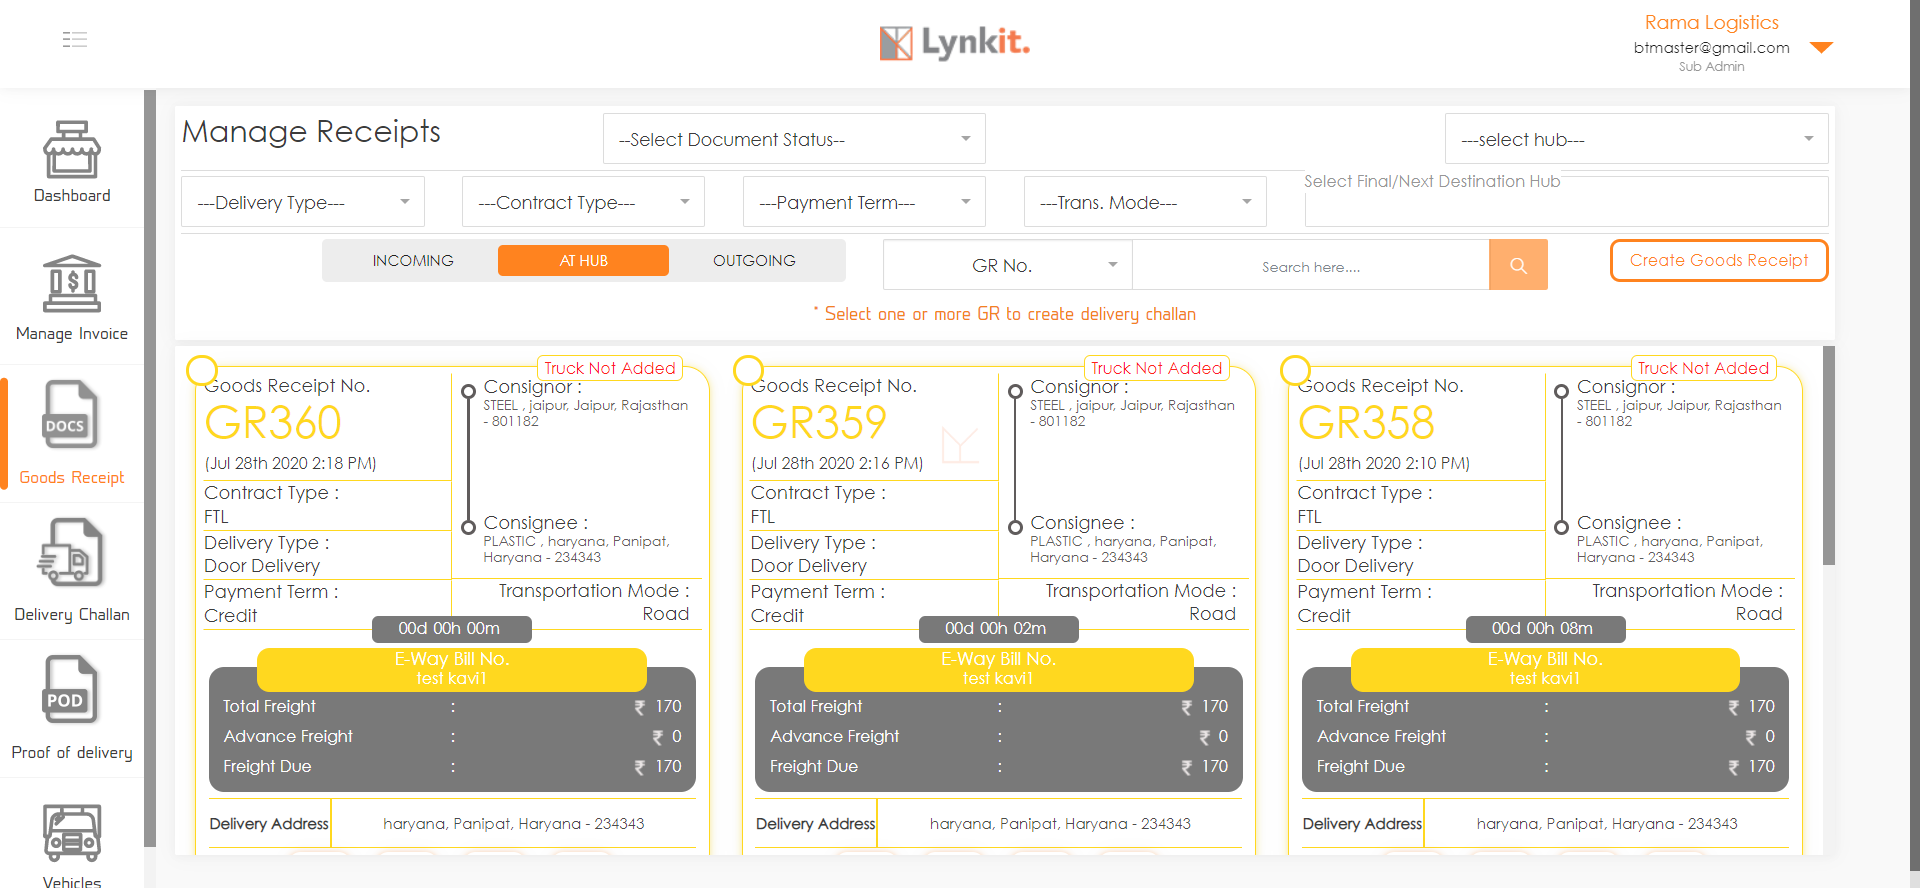 Lynkit.
Rama Logistics
btmaster@gmail.com
Sub Admin
Dashboard
Manage Invoice
DOCS
Goods Receipt
Delivery Challan
POD
Proof of delivery
Vehicles
Manage Receipts
--Select Document Status--
---select hub---
---Delivery Type---
---Contract Type---
---Payment Term---
---Trans. Mode---
Select Final/Next Destination Hub
INCOMING
AT HUB
OUTGOING
GR No.
Search here....
Create Goods Receipt
* Select one or more GR to create delivery challan
Truck Not Added
Goods Receipt No.
GR360
(Jul 28th 2020 2:18 PM)
Contract Type :
FTL
Delivery Type :
Door Delivery
Payment Term :
Credit
Consignor :
STEEL , jaipur, Jaipur, Rajasthan
- 801182
Consignee :
PLASTIC , haryana, Panipat,
Haryana - 234343
Transportation Mode :
Road
00d 00h 00m
E-Way Bill No.
test kavi1
Total Freight : ₹ 170
Advance Freight : ₹ 0
Freight Due : ₹ 170
Delivery Address haryana, Panipat, Haryana - 234343
Truck Not Added
Goods Receipt No.
GR359
(Jul 28th 2020 2:16 PM)
Contract Type :
FTL
Delivery Type :
Door Delivery
Payment Term :
Credit
Consignor :
STEEL , jaipur, Jaipur, Rajasthan
- 801182
Consignee :
PLASTIC , haryana, Panipat,
Haryana - 234343
Transportation Mode :
Road
00d 00h 02m
E-Way Bill No.
test kavi1
Total Freight : ₹ 170
Advance Freight : ₹ 0
Freight Due : ₹ 170
Delivery Address haryana, Panipat, Haryana - 234343
Truck Not Added
Goods Receipt No.
GR358
(Jul 28th 2020 2:10 PM)
Contract Type :
FTL
Delivery Type :
Door Delivery
Payment Term :
Credit
Consignor :
STEEL , jaipur, Jaipur, Rajasthan
- 801182
Consignee :
PLASTIC , haryana, Panipat,
Haryana - 234343
Transportation Mode :
Road
00d 00h 08m
E-Way Bill No.
test kavi1
Total Freight : ₹ 170
Advance Freight : ₹ 0
Freight Due : ₹ 170
Delivery Address haryana, Panipat, Haryana - 234343